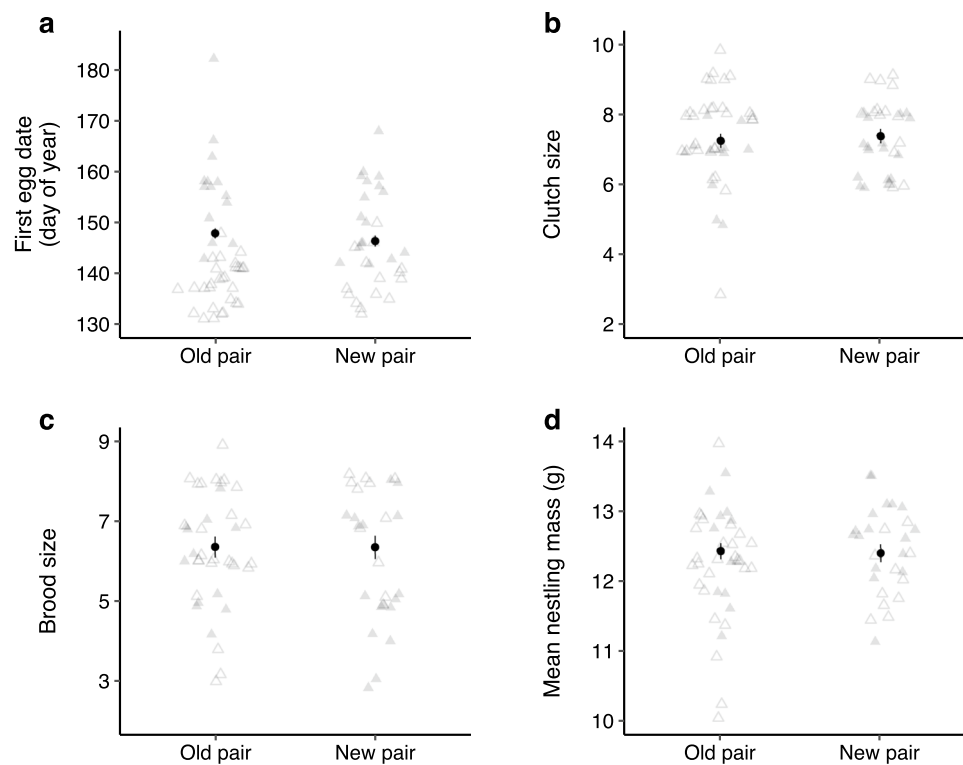 a
First egg date
(day of year)
180
170
160
150
140
130
Old pair
New pair
b
Clutch size
10
8
6
4
2
Old pair
New pair
c
Brood size
9
7
5
3
Old pair
New pair
d
Mean nestling mass (g)
14
13
12
11
10
Old pair
New pair